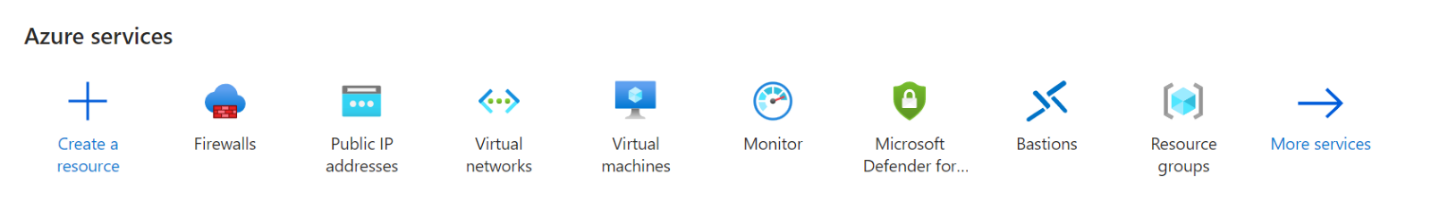 Azure services
Create a resource
Firewalls
Public IP addresses
Virtual networks
Virtual machines
Monitor
Microsoft Defender for...
Bastions
Resource groups
More services